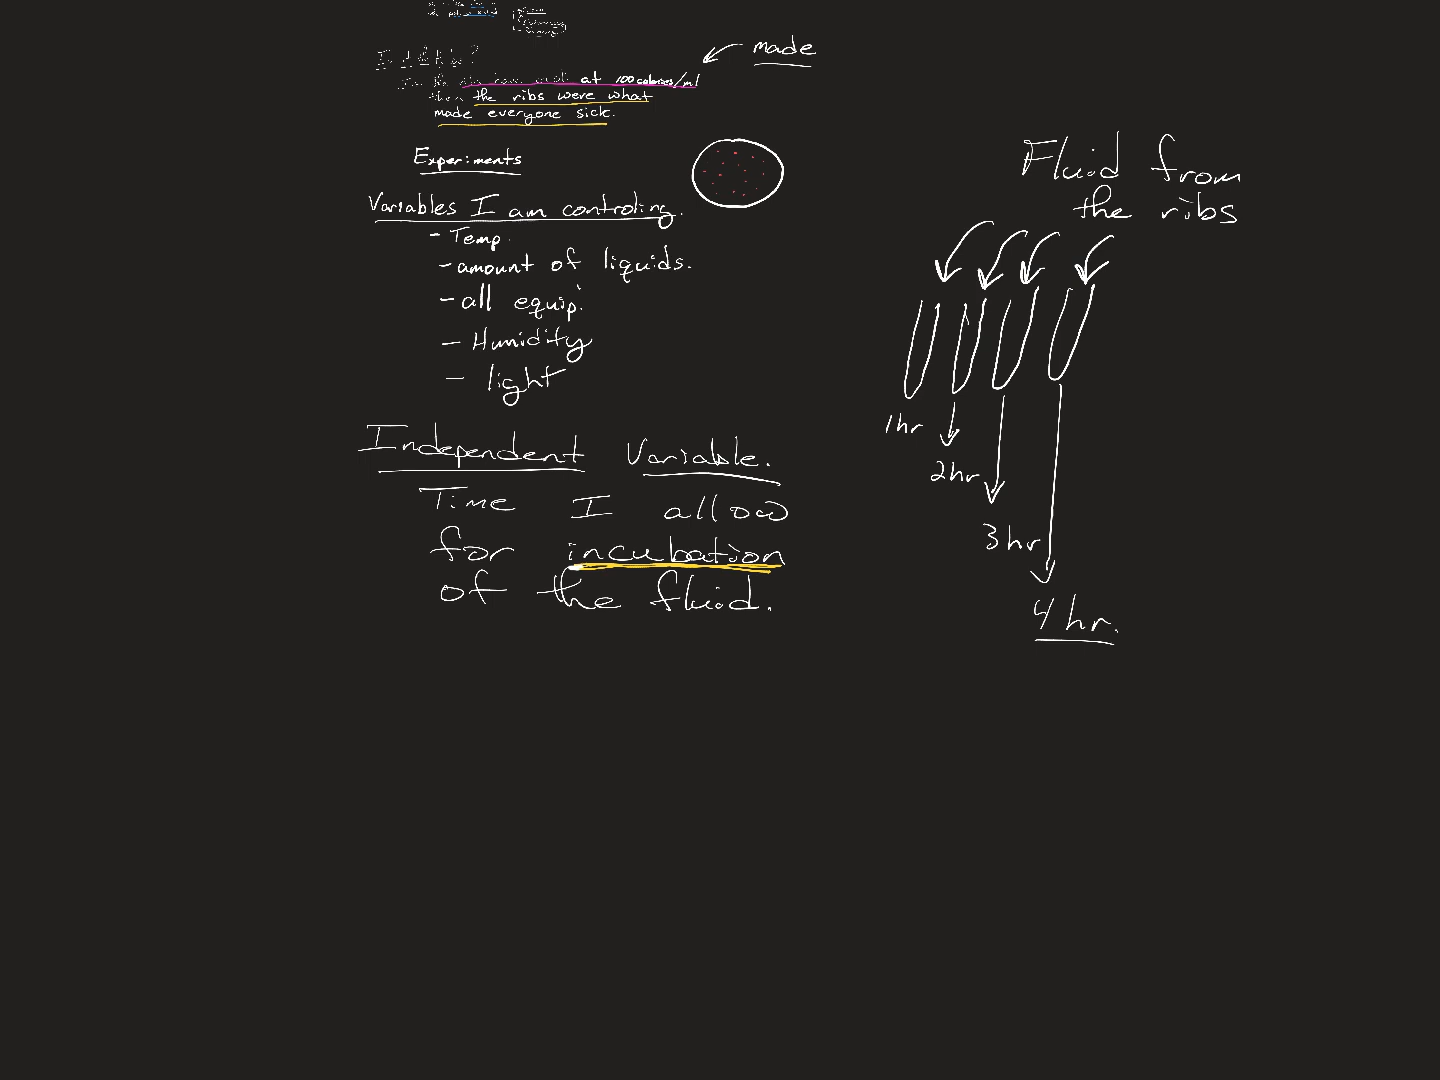 made
at 100 colonies/ml
then the ribs were what
made everyone sick.
Experiments
Variables I am controling.
- Temp.
- amount of liquids.
- all equip.
- Humidity
- light
Independent Variable.
Time I allow
for incubation
of the fluid.
Fluid from
the ribs
1hr
2hr
3hr
4hr.